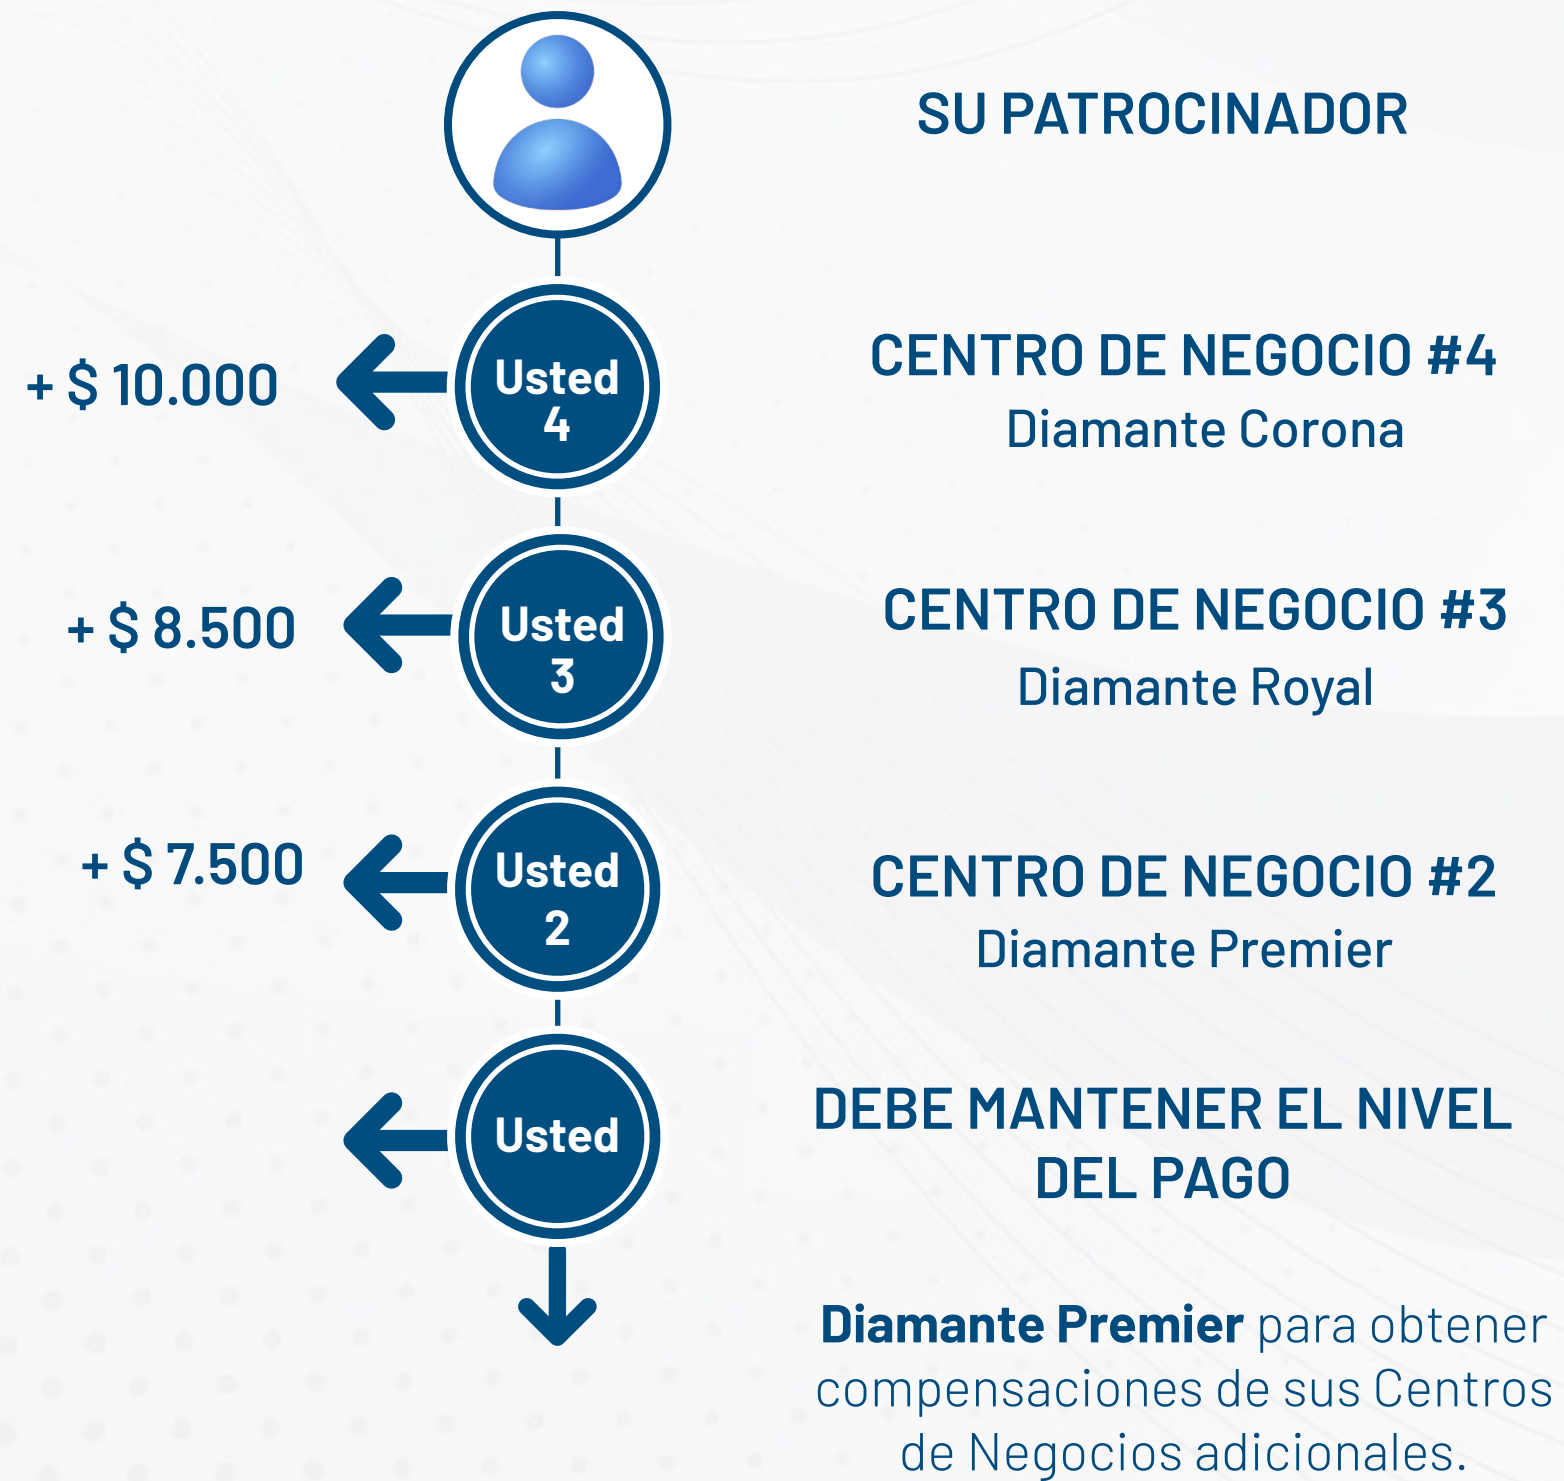 SU PATROCINADOR
+ $ 10.000
Usted
4
CENTRO DE NEGOCIO #4
Diamante Corona
+ $ 8.500
Usted
3
CENTRO DE NEGOCIO #3
Diamante Royal
+ $ 7.500
Usted
2
CENTRO DE NEGOCIO #2
Diamante Premier
Usted
DEBE MANTENER EL NIVEL
DEL PAGO
Diamante Premier para obtener
compensaciones de sus Centros
de Negocios adicionales.